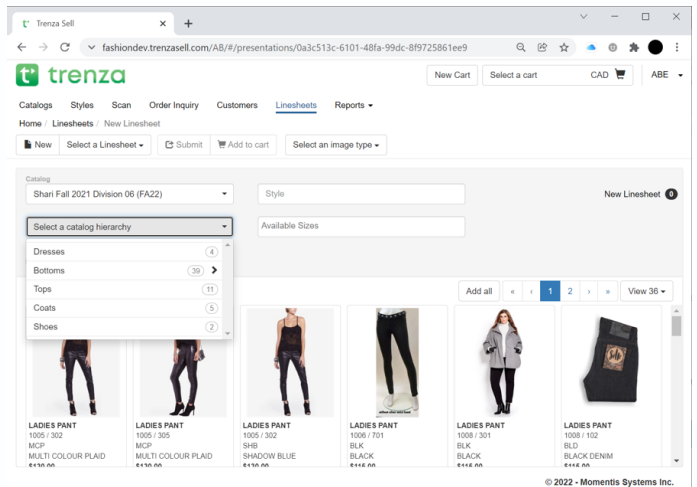 Trenza Sell
fashiondev.trenzasell.com/AB/#/presentations/0a3c513c-6101-48fa-99dc-8f9725861ee9
trenza
New Cart Select a cart CAD ABE
Catalogs Styles Scan Order Inquiry Customers Linesheets Reports
Home / Linesheets / New Linesheet
New Select a Linesheet Submit Add to cart Select an image type
Catalog
Shari Fall 2021 Division 06 (FA22) Style New Linesheet 0
Select a catalog hierarchy Available Sizes
Dresses 4
Bottoms 39
Tops 11
Coats 5
Shoes 2
Add all « ‹ 1 2 › » View 36
LADIES PANT LADIES PANT LADIES PANT LADIES PANT LADIES PANT LADIES PANT
1005 / 302 1005 / 305 1005 / 302 1006 / 701 1008 / 301 1008 / 102
MCP MCP SHB BLK BLK BLD
MULTI COLOUR PLAID MULTI COLOUR PLAID SHADOW BLUE BLACK BLACK BLACK DENIM
$130.00 $130.00 $130.00 $115.00 $115.00 $115.00
© 2022 - Momentis Systems Inc.